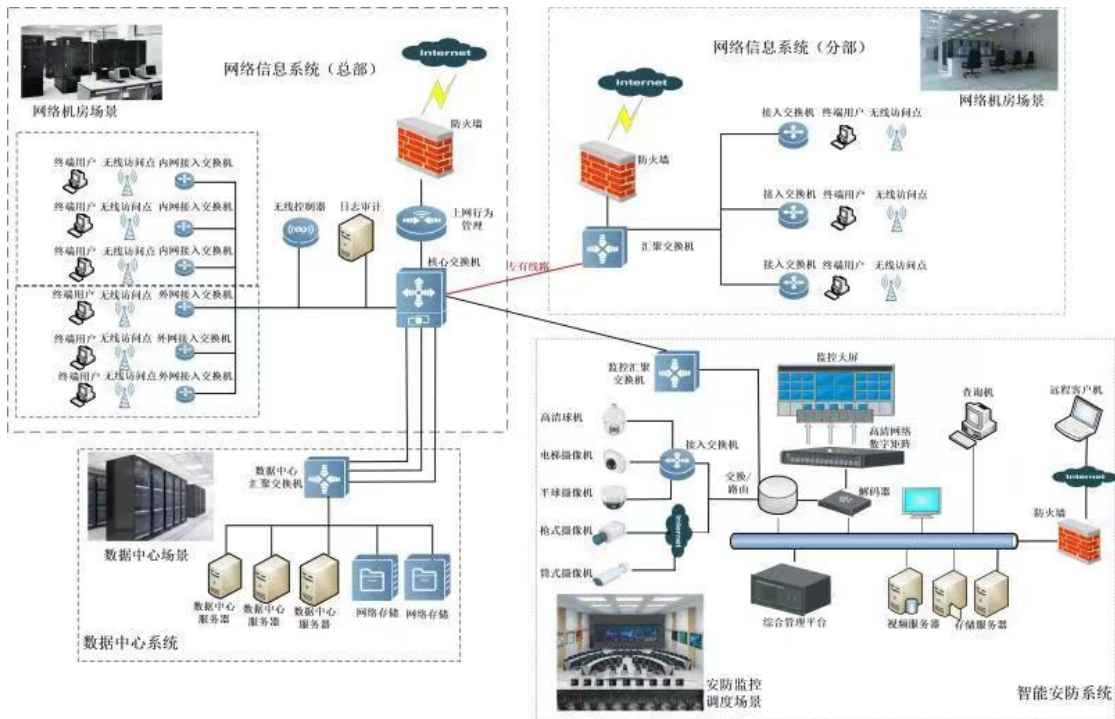 Internet
网络信息系统（总部）
网络机房场景
防火墙
终端用户 无线访问点 内网接入交换机
终端用户 无线访问点 内网接入交换机
终端用户 无线访问点 内网接入交换机
终端用户 无线访问点 外网接入交换机
终端用户 无线访问点 外网接入交换机
终端用户 无线访问点 外网接入交换机
无线控制器
日志审计
上网行为
管理
核心交换机
专有线路
网络信息系统（分部）
Internet
网络机房场景
防火墙
汇聚交换机
接入交换机 终端用户 无线访问点
接入交换机 终端用户 无线访问点
接入交换机 终端用户 无线访问点
数据中心
汇聚交换机
数据中心场景
数据中心
服务器
数据中心
服务器
数据中心
服务器
网络存储
网络存储
数据中心系统
监控汇聚
交换机
监控大屏
查询机
远程客户机
高清球机
电梯摄像机
半球摄像机
枪式摄像机
筒式摄像机
接入交换机
Internet
交换/
路由
高清网络
数字矩阵
解码器
Internet
防火墙
综合管理平台
视频服务器
存储服务器
安防监控
调度场景
智能安防系统